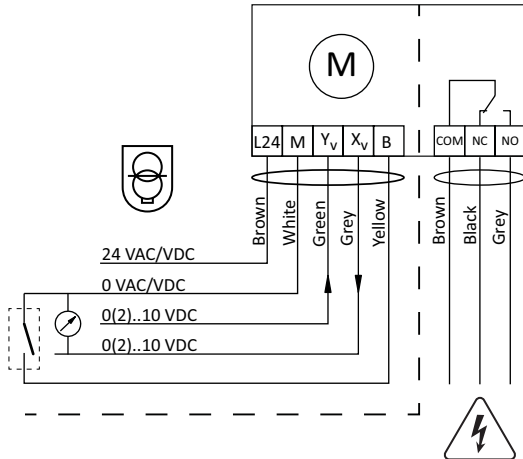 M
L24 M Yv Xv B COM NC NO
Brown White Green Grey Yellow Brown Black Grey
24 VAC/VDC
0 VAC/VDC
0(2)..10 VDC
0(2)..10 VDC